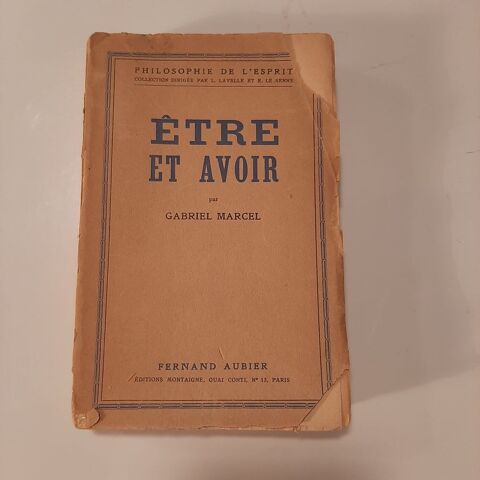 PHILOSOPHIE DE L'ESPRIT
COLLECTION DIRIGÉE PAR L. LAVELLE ET R. LE SENNE
ÊTRE
ET AVOIR
par
GABRIEL MARCEL
FERNAND AUBIER
ÉDITIONS MONTAIGNE, QUAI CONTI, Nº 13, PARIS